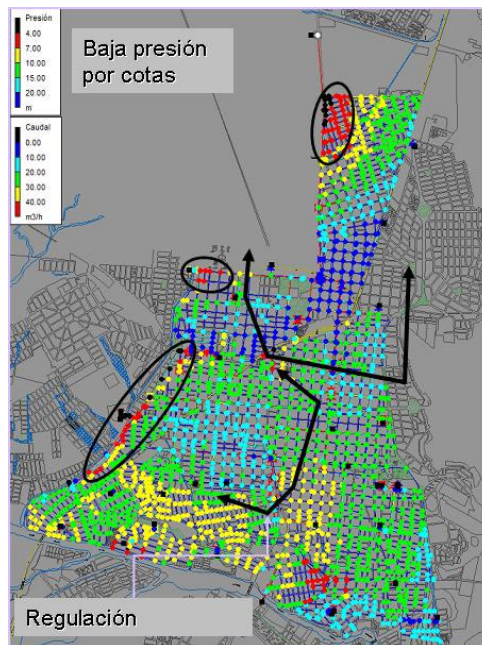 Presión
4.00
7.00
10.00
15.00
20.00
m
Caudal
0.00
10.00
20.00
30.00
40.00
m3/h
Baja presión
por cotas
Regulación